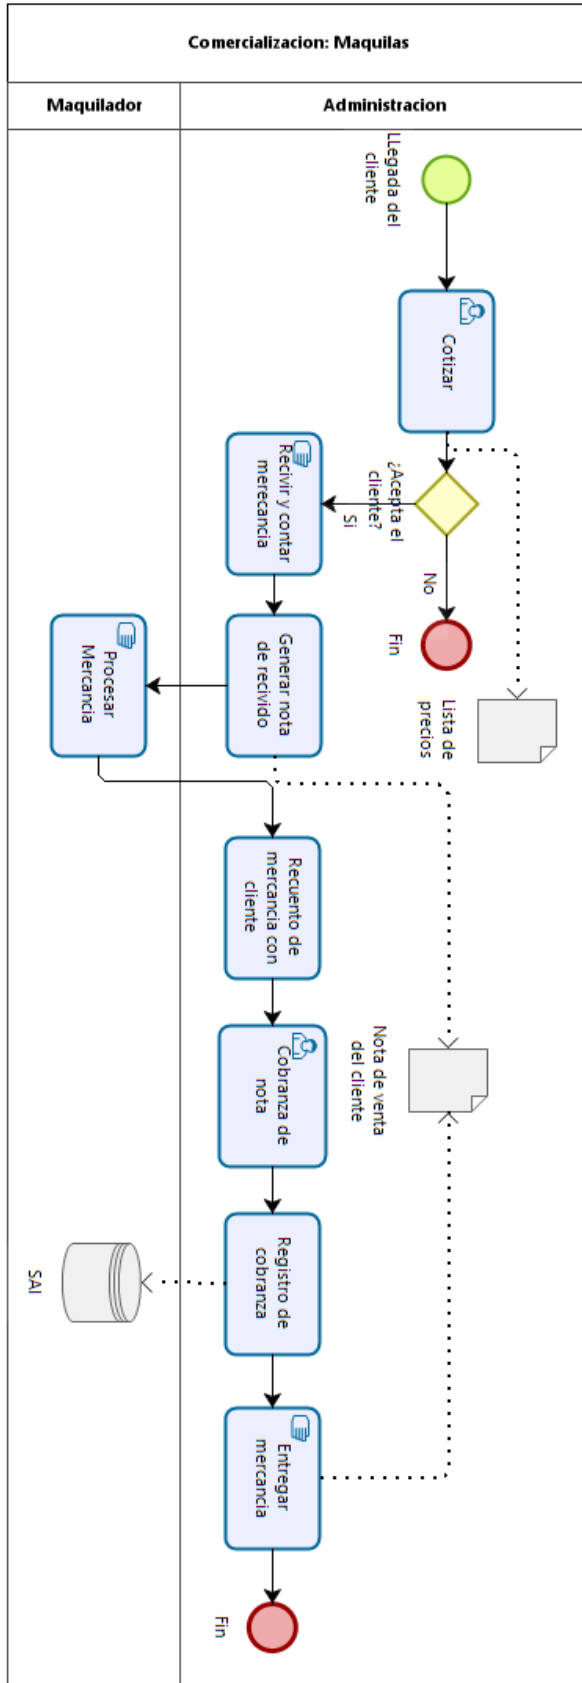 Comercializacion: Maquilas
Maquilador
Administracion
LLegada del
cliente
Cotizar
¿Acepta el
cliente?
Si
No
Fin
Lista de
precios
Recivir y contar
merecancia
Generar nota
de recivido
Procesar
Mercancia
Recuento de
mercancia con
cliente
Nota de venta
del cliente
Cobranza de
nota
Registro de
cobranza
SAI
Entregar
mercancia
Fin